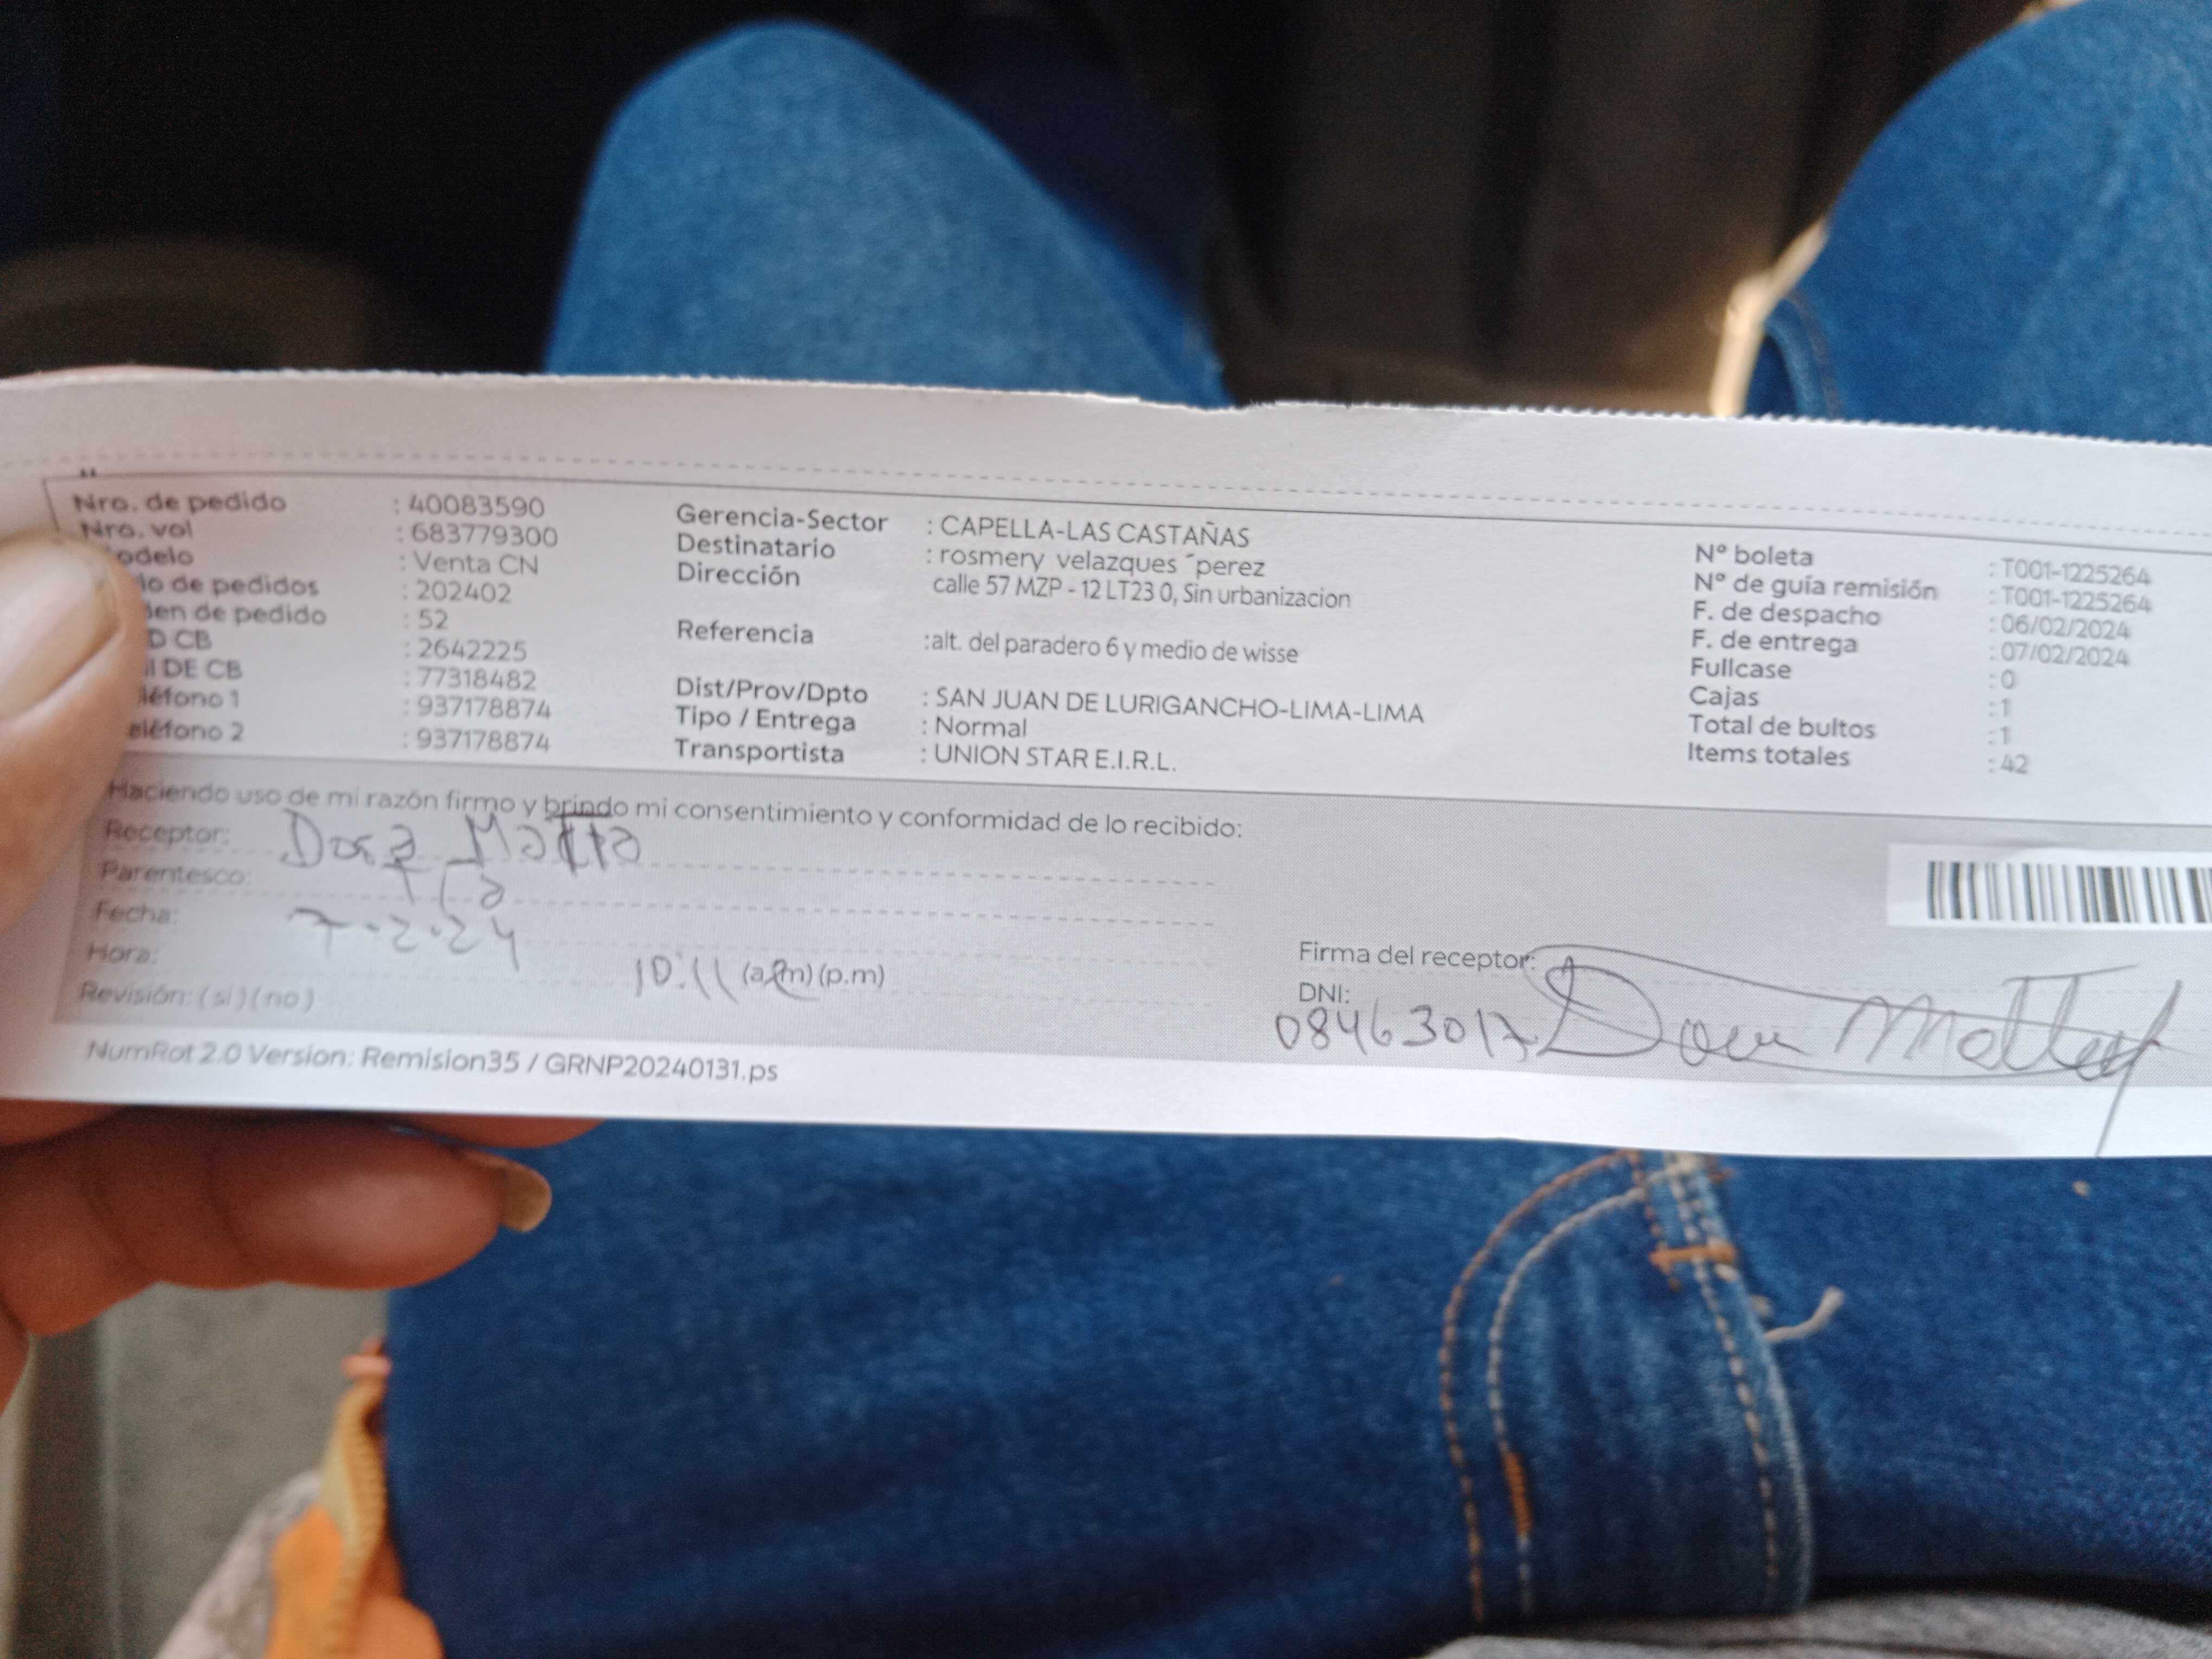 Nro. de pedido : 40083590
Nro. vol : 683779300
odelo : Venta CN
lo de pedidos : 202402
den de pedido : 52
D CB : 2642225
I DE CB : 77318482
léfono 1 : 937178874
eléfono 2 : 937178874
Gerencia-Sector : CAPELLA-LAS CASTAÑAS
Destinatario : rosmery velazques ´perez
Dirección calle 57 MZP - 12 LT23 0, Sin urbanizacion
Referencia :alt. del paradero 6 y medio de wisse
Dist/Prov/Dpto : SAN JUAN DE LURIGANCHO-LIMA-LIMA
Tipo / Entrega : Normal
Transportista : UNION STAR E.I.R.L.
Nº boleta : T001-1225264
Nº de guía remisión : T001-1225264
F. de despacho : 06/02/2024
F. de entrega : 07/02/2024
Fullcase : 0
Cajas : 1
Total de bultos : 1
Items totales : 42
Haciendo uso de mi razón firmo y brindo mi consentimiento y conformidad de lo recibido:
Receptor: Dora Matta
Parentesco: Tia
Fecha: 7-2-24
Hora: 10:11 (a.m) (p.m)
Revisión: (si) (no)
Firma del receptor:
DNI:
08463017
NumRot 2.0 Version: Remision35 / GRNP20240131.ps